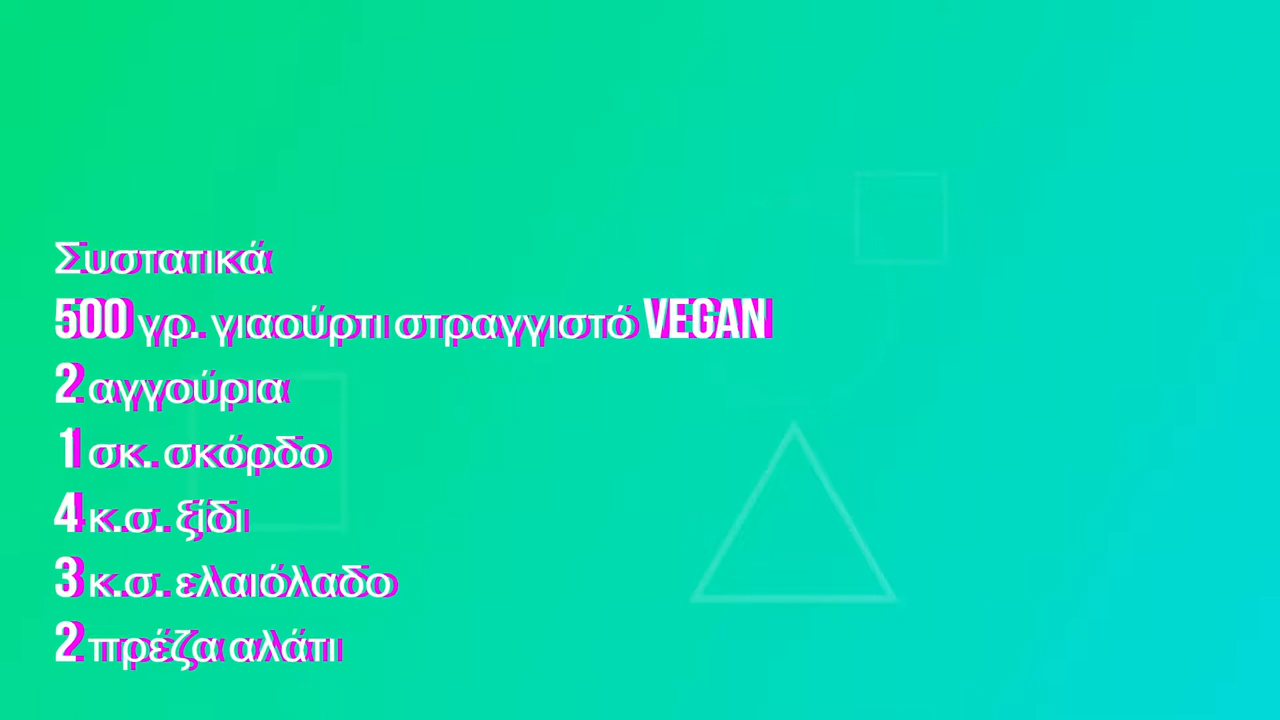 Συστατικά
500 γρ. γιαούρτι στραγγιστό VEGAN
2 αγγούρια
1 σκ. σκόρδο
4 κ.σ. ξίδι
3 κ.σ. ελαιόλαδο
2 πρέζα αλάτι